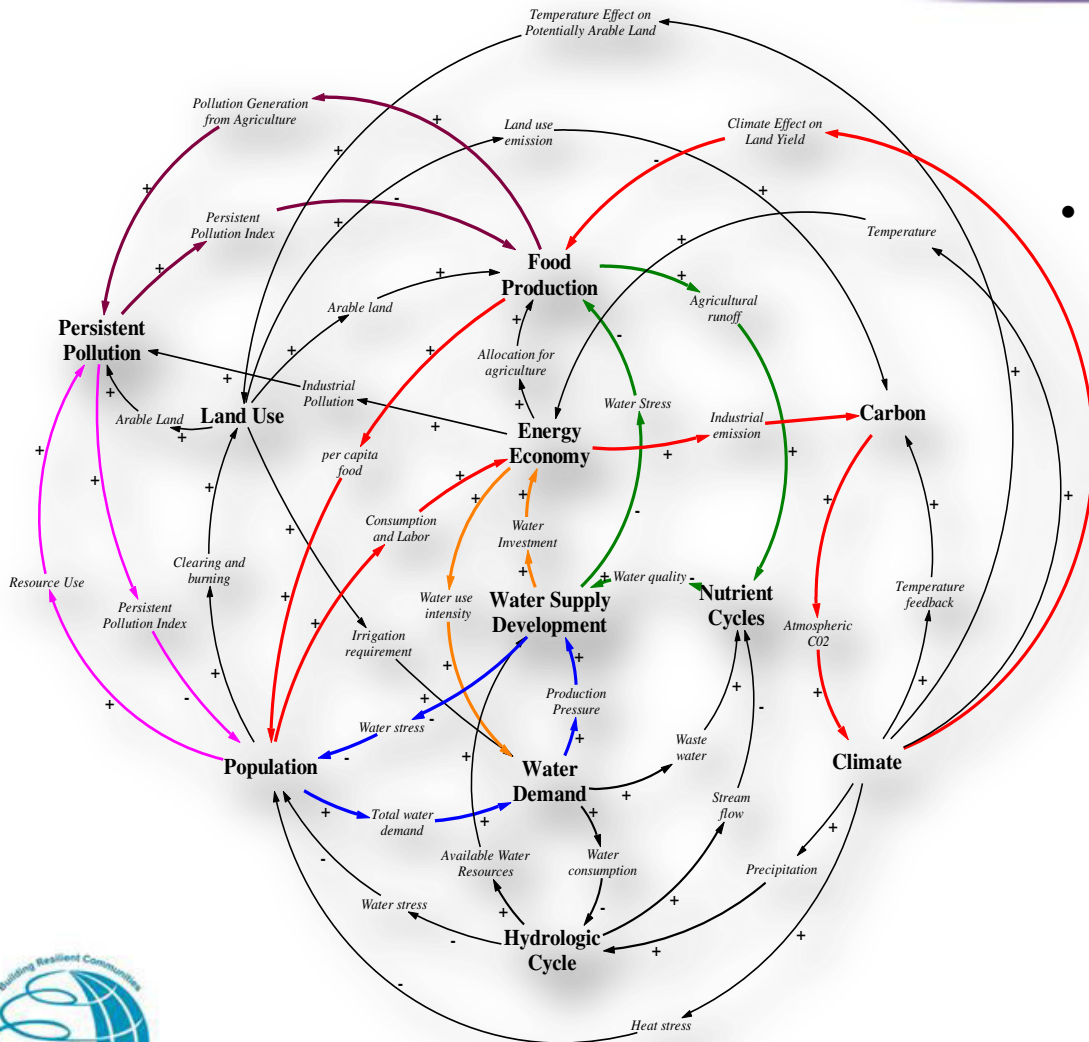 Temperature Effect on
Potentially Arable Land
Pollution Generation
from Agriculture
Land use
emission
Climate Effect on
Land Yield
Persistent
Pollution Index
Temperature
Food
Production
Arable land
Agricultural
runoff
Persistent
Pollution
Allocation for
agriculture
Industrial
Pollution
Water Stress
Arable Land
Land Use
Energy
Economy
Industrial
emission
Carbon
per capita
food
Consumption
and Labor
Water
Investment
Clearing and
burning
Resource Use
Persistent
Pollution Index
Water use
intensity
Water Supply
Development
Water quality
Nutrient
Cycles
Temperature
feedback
Atmospheric
C02
Irrigation
requirement
Production
Pressure
Water stress
Waste
water
Population
Water
Demand
Climate
Stream
flow
Total water
demand
Available Water
Resources
Water
consumption
Precipitation
Water stress
Hydrologic
Cycle
Heat stress
Building Resilient Communities